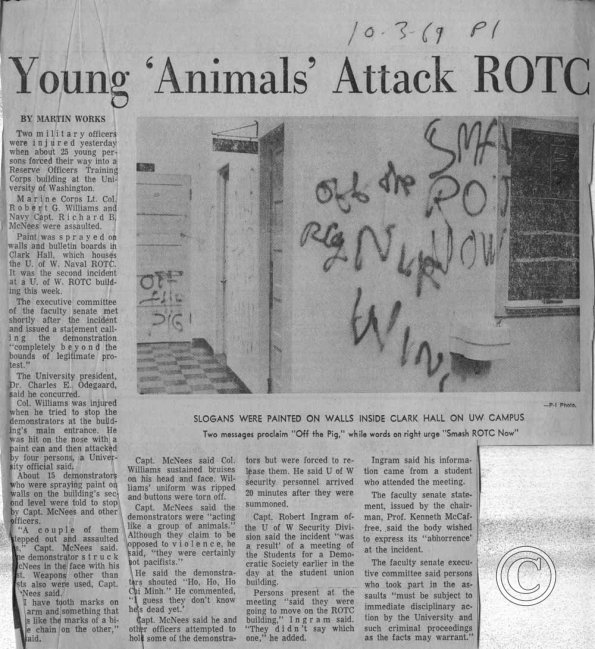 10-3-69 PI
Young 'Animals' Attack ROTC
BY MARTIN WORKS
Two military officers
were injured yesterday
when about 25 young per-
sons forced their way into a
Reserve Officers Training
Corps building at the Uni-
versity of Washington.
Marine Corps Lt. Col.
Robert G. Williams and
Navy Capt. Richard B.
McNees were assaulted.
Paint was sprayed on
walls and bulletin boards in
Clark Hall, which houses
the U. of W. Naval ROTC.
It was the second incident
at a U. of W. ROTC build-
ing this week.
The executive committee
of the faculty senate met
shortly after the incident
and issued a statement call-
ing the demonstration
"completely beyond the
bounds of legitimate pro-
test."
The University president,
Dr. Charles E. Odegaard,
said he concurred.
Col. Williams was injured
when he tried to stop the
demonstrators at the build-
ing's main entrance. He
was hit on the nose with a
paint can and then attacked
by four persons, a Univer-
sity official said.
About 15 demonstrators
who were spraying paint on
walls on the building's sec-
ond level were told to stop
by Capt. McNees and other
officers.
"A couple of them
stepped out and assaulted
," Capt. McNees said.
ne demonstrator struck
cNees in the face with his
st. Weapons other than
ts also were used, Capt.
Nees said.
I have tooth marks on
arm and something that
s like the marks of a bi-
e chain on the other,"
aid.
OFF
THE
PIG
Off the
Pig NOW
SMA
ROT
NOW
WIN
—P-I Photo.
SLOGANS WERE PAINTED ON WALLS INSIDE CLARK HALL ON UW CAMPUS
Two messages proclaim "Off the Pig," while words on right urge "Smash ROTC Now"
Capt. McNees said Col.
Williams sustained bruises
on his head and face. Wil-
liams' uniform was ripped
and buttons were torn off.
Capt. McNees said the
demonstrators were "acting
like a group of animals."
Although they claim to be
opposed to violence, he
said, "they were certainly
not pacifists."
He said the demonstra-
tors shouted "Ho, Ho, Ho
Chi Minh." He commented,
"I guess they don't know
he's dead yet."
Capt. McNees said he and
other officers attempted to
hold some of the demonstra-
tors but were forced to re-
lease them. He said U of W
security personnel arrived
20 minutes after they were
summoned.
Capt. Robert Ingram of
the U of W Security Divi-
sion said the incident "was
a result' of a meeting of
the Students for a Demo-
cratic Society earlier in the
day at the student union
building.
Persons present at the
meeting "said they were
going to move on the ROTC
building," Ingram said.
"They didn't say which
one," he added.
Ingram said his informa-
tion came from a student
who attended the meeting.
The faculty senate state-
ment, issued by the chair-
man, Prof. Kenneth McCaf-
free, said the body wished
to express its "abhorrence'
at the incident.
The faculty senate execu-
tive committee said persons
who took part in the as-
saults "must be subject to
immediate disciplinary ac-
tion by the University and
such criminal proceedings
as the facts may warrant."
©